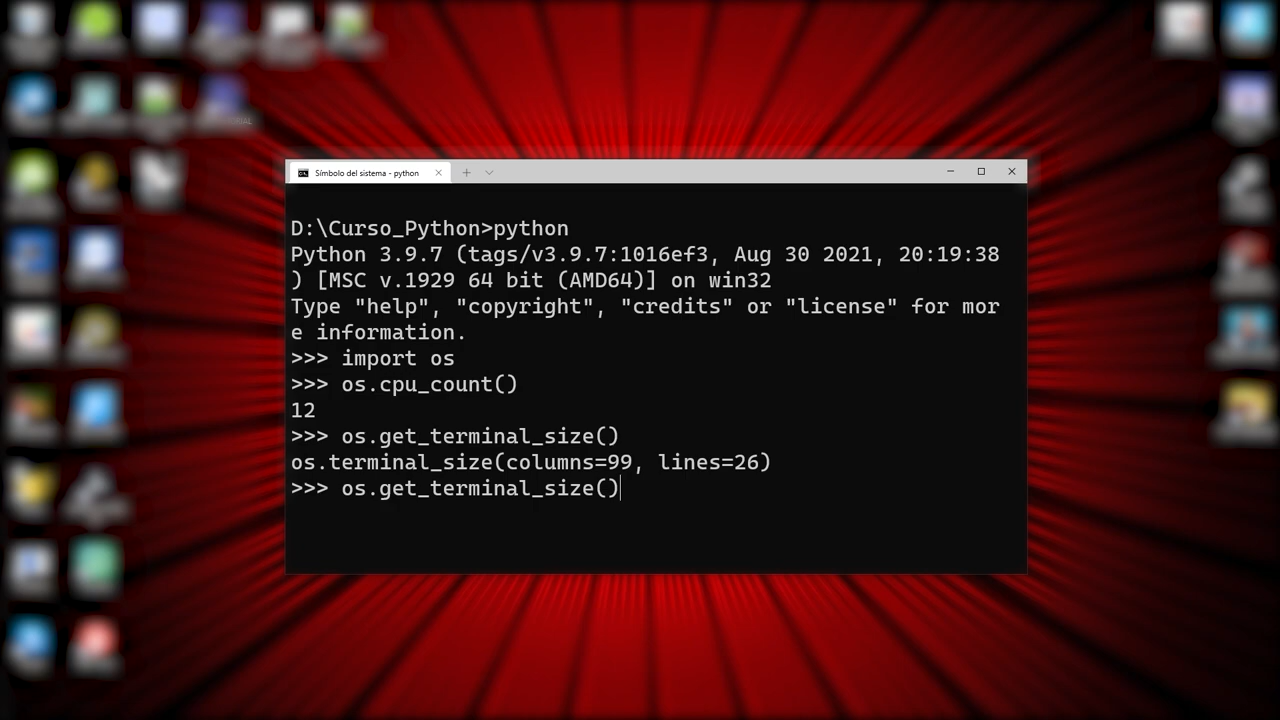 Símbolo del sistema - python
D:\Curso_Python>python
Python 3.9.7 (tags/v3.9.7:1016ef3, Aug 30 2021, 20:19:38
) [MSC v.1929 64 bit (AMD64)] on win32
Type "help", "copyright", "credits" or "license" for mor
e information.
>>> import os
>>> os.cpu_count()
12
>>> os.get_terminal_size()
os.terminal_size(columns=99, lines=26)
>>> os.get_terminal_size()